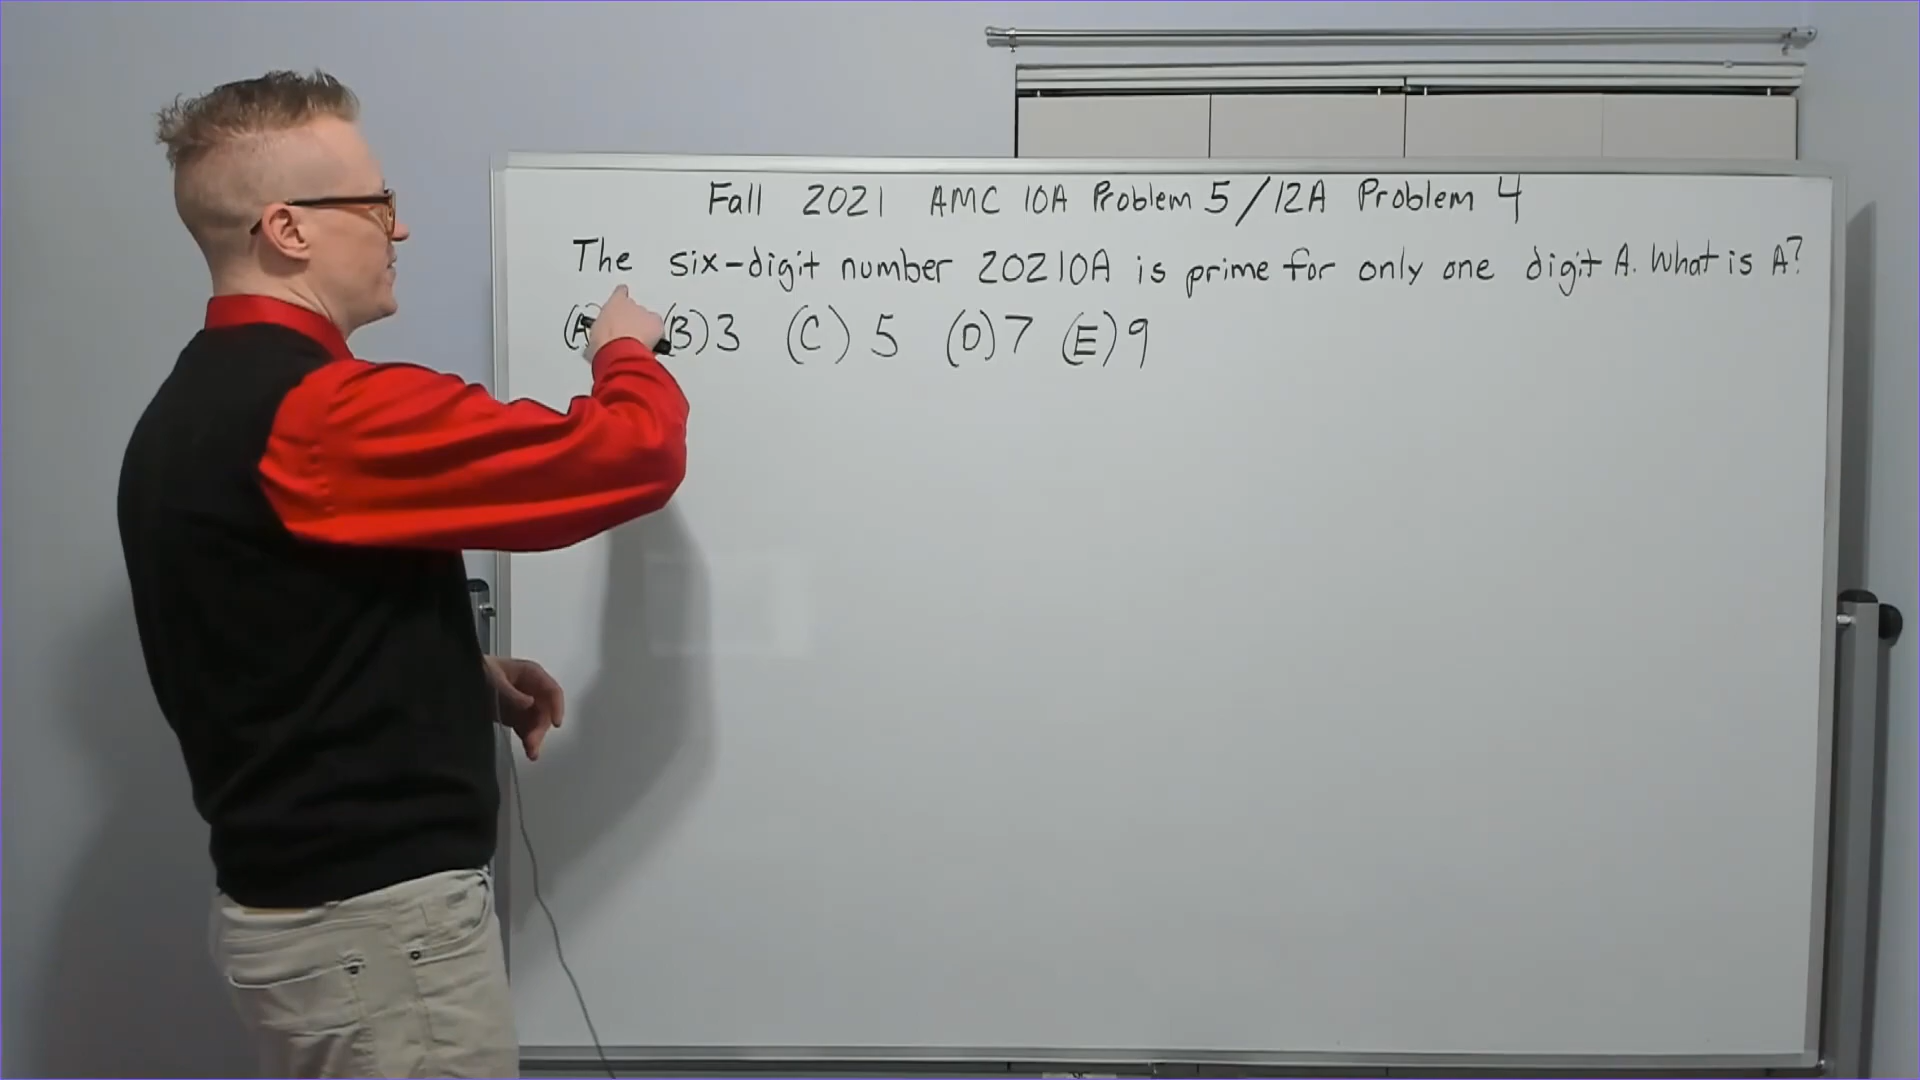 Fall 2021 AMC 10A Problem 5/12A Problem 4
The six-digit number 20210A is prime for only one digit A. What is A?
(A) (B) 3 (C) 5 (D) 7 (E) 9